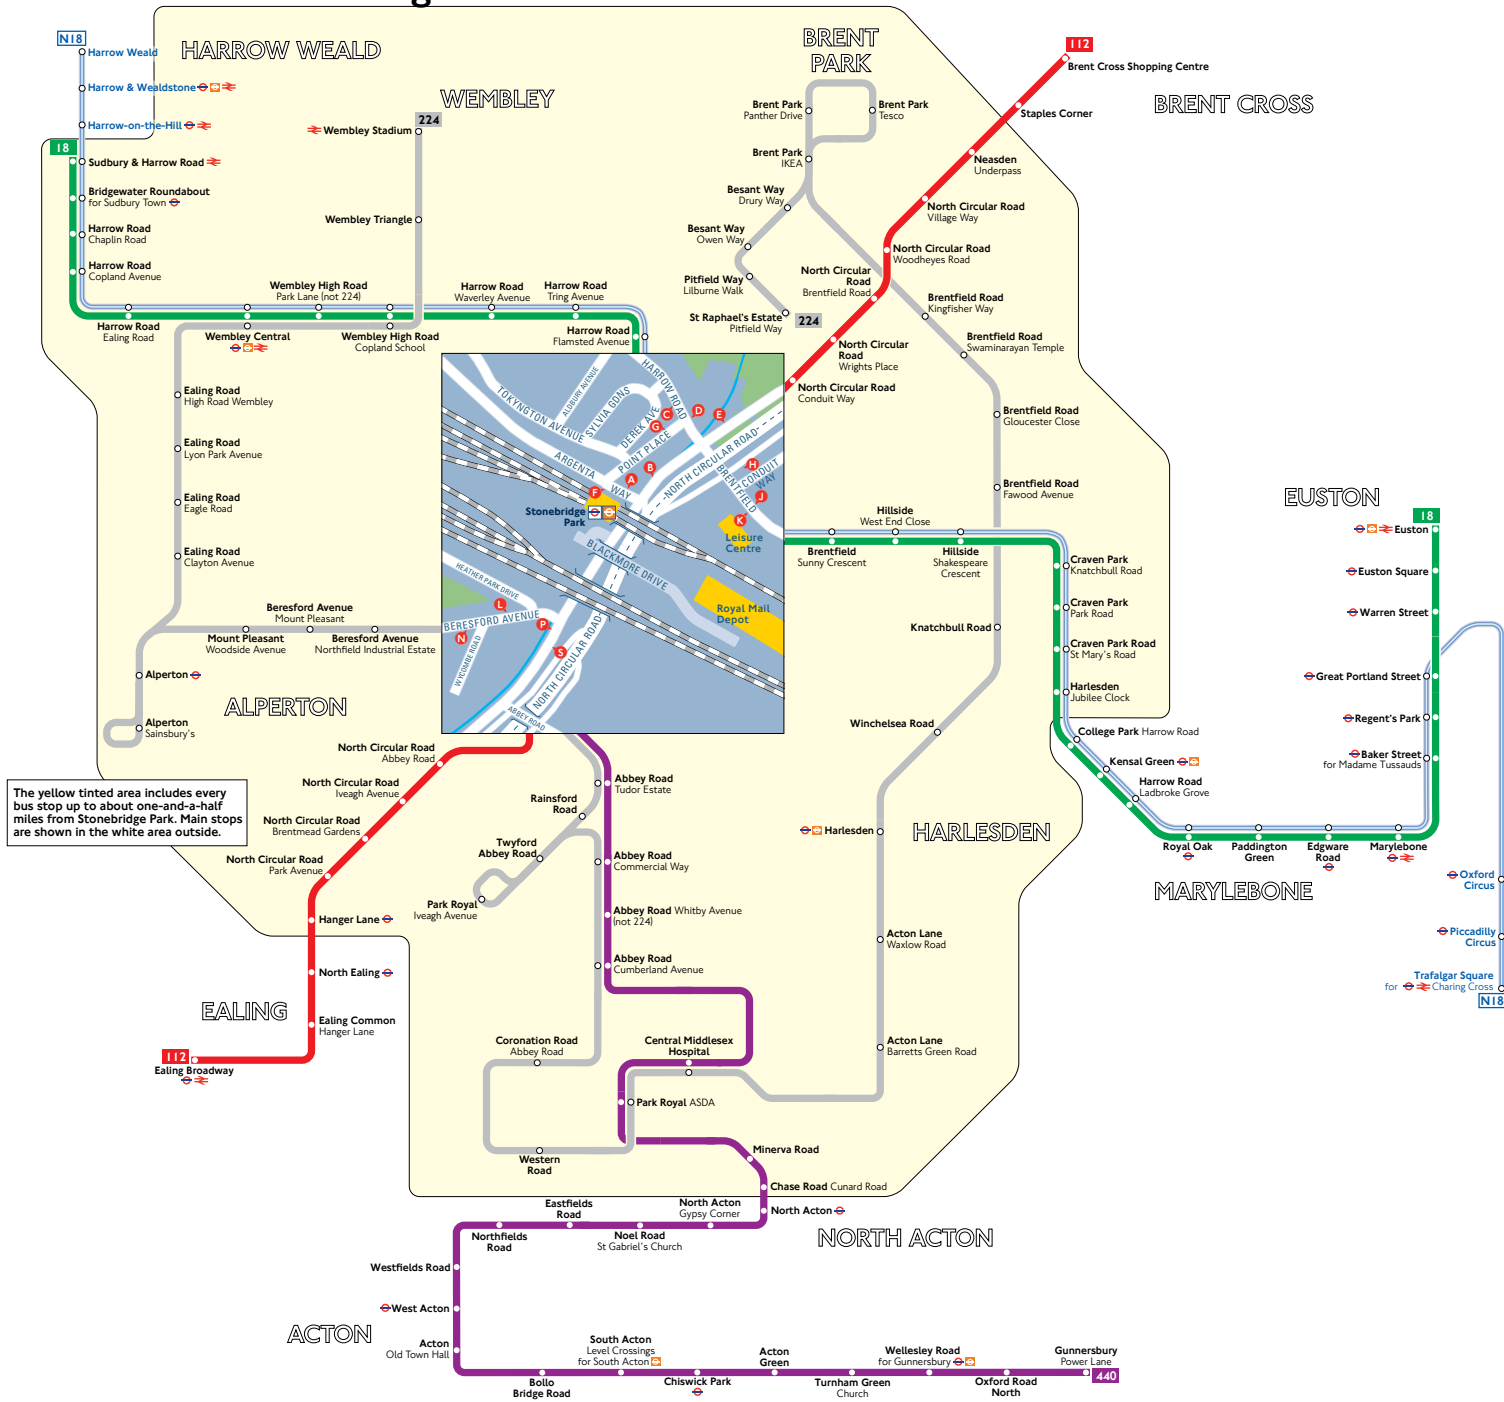 N18
Harrow Weald
HARROW WEALD
Harrow & Wealdstone
Harrow-on-the-Hill
18
Sudbury & Harrow Road
Bridgewater Roundabout
for Sudbury Town
Harrow Road
Chaplin Road
Harrow Road
Copland Avenue
WEMBLEY
224
Wembley Stadium
Wembley Triangle
Wembley High Road
Park Lane (not 224)
Harrow Road
Waverley Avenue
Harrow Road
Tring Avenue
Harrow Road
Ealing Road
Wembley Central
Wembley High Road
Copland School
Harrow Road
Flamsted Avenue
BRENT
PARK
Brent Park
Panther Drive
Brent Park
Tesco
Brent Park
IKEA
Besant Way
Drury Way
Besant Way
Owen Way
Pitfield Way
Lilburne Walk
St Raphael's Estate
Pitfield Way
224
112
Brent Cross Shopping Centre
BRENT CROSS
Staples Corner
Neasden
Underpass
North Circular Road
Village Way
North Circular Road
Woodheyes Road
North Circular
Road
Brentfield Road
Brentfield Road
Kingfisher Way
North Circular
Road
Wrights Place
Brentfield Road
Swaminarayan Temple
North Circular Road
Conduit Way
Brentfield Road
Gloucester Close
Brentfield Road
Fawood Avenue
Ealing Road
High Road Wembley
Ealing Road
Lyon Park Avenue
Ealing Road
Eagle Road
Ealing Road
Clayton Avenue
Beresford Avenue
Mount Pleasant
Mount Pleasant
Woodside Avenue
Beresford Avenue
Northfield Industrial Estate
Alperton
Alperton
Sainsbury's
ALPERTON
HARROW ROAD
ALDBURY AVENUE
TOKYNGTON AVENUE
SYLVIA GDNS
DEREK AVE
POINT PLACE
ARGENTA
WAY
NORTH CIRCULAR ROAD
BRENTFIELD
CONDUIT
WAY
A
B
C
D
E
F
G
H
J
K
L
N
P
S
Stonebridge
Park
Leisure
Centre
BLACKMORE DRIVE
Royal Mail
Depot
HEATHER PARK DRIVE
BERESFORD AVENUE
WYCOMBE ROAD
NORTH CIRCULAR ROAD
ABBEY ROAD
Hillside
West End Close
Brentfield
Sunny Crescent
Hillside
Shakespeare
Crescent
Craven Park
Knatchbull Road
Craven Park
Park Road
Craven Park Road
St Mary's Road
Harlesden
Jubilee Clock
College Park Harrow Road
Kensal Green
Harrow Road
Ladbroke Grove
Royal Oak
Paddington
Green
Edgware
Road
Marylebone
MARYLEBONE
EUSTON
18
Euston
Euston Square
Warren Street
Great Portland Street
Regent's Park
Baker Street
for Madame Tussauds
Oxford
Circus
Piccadilly
Circus
Trafalgar Square
for Charing Cross
N18
Knatchbull Road
Winchelsea Road
Harlesden
HARLESDEN
Acton Lane
Waxlow Road
Acton Lane
Barretts Green Road
The yellow tinted area includes every
bus stop up to about one-and-a-half
miles from Stonebridge Park. Main stops
are shown in the white area outside.
North Circular Road
Abbey Road
North Circular Road
Iveagh Avenue
North Circular Road
Brentmead Gardens
North Circular Road
Park Avenue
Hanger Lane
North Ealing
Ealing Common
Hanger Lane
EALING
112
Ealing Broadway
Abbey Road
Tudor Estate
Rainsford
Road
Twyford
Abbey Road
Park Royal
Iveagh Avenue
Abbey Road
Commercial Way
Abbey Road Whitby Avenue
(not 224)
Abbey Road
Cumberland Avenue
Coronation Road
Abbey Road
Central Middlesex
Hospital
Park Royal ASDA
Western
Road
Minerva Road
Chase Road Cunard Road
North Acton
NORTH ACTON
North Acton
Gypsy Corner
Eastfields
Road
Northfields
Road
Noel Road
St Gabriel's Church
Westfields Road
West Acton
Acton
Old Town Hall
ACTON
Bollo
Bridge Road
South Acton
Level Crossings
for South Acton
Chiswick Park
Acton
Green
Turnham Green
Church
Wellesley Road
for Gunnersbury
Oxford Road
North
Gunnersbury
Power Lane
440